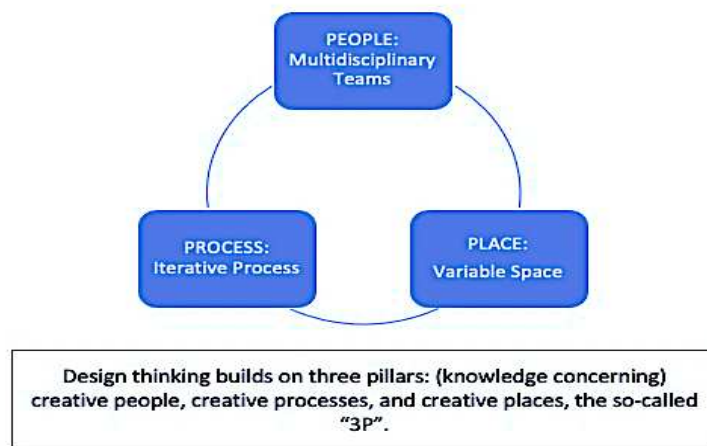 PEOPLE:
Multidisciplinary
Teams
PROCESS:
Iterative Process
PLACE:
Variable Space
Design thinking builds on three pillars: (knowledge concerning)
creative people, creative processes, and creative places, the so-called
“3P”.